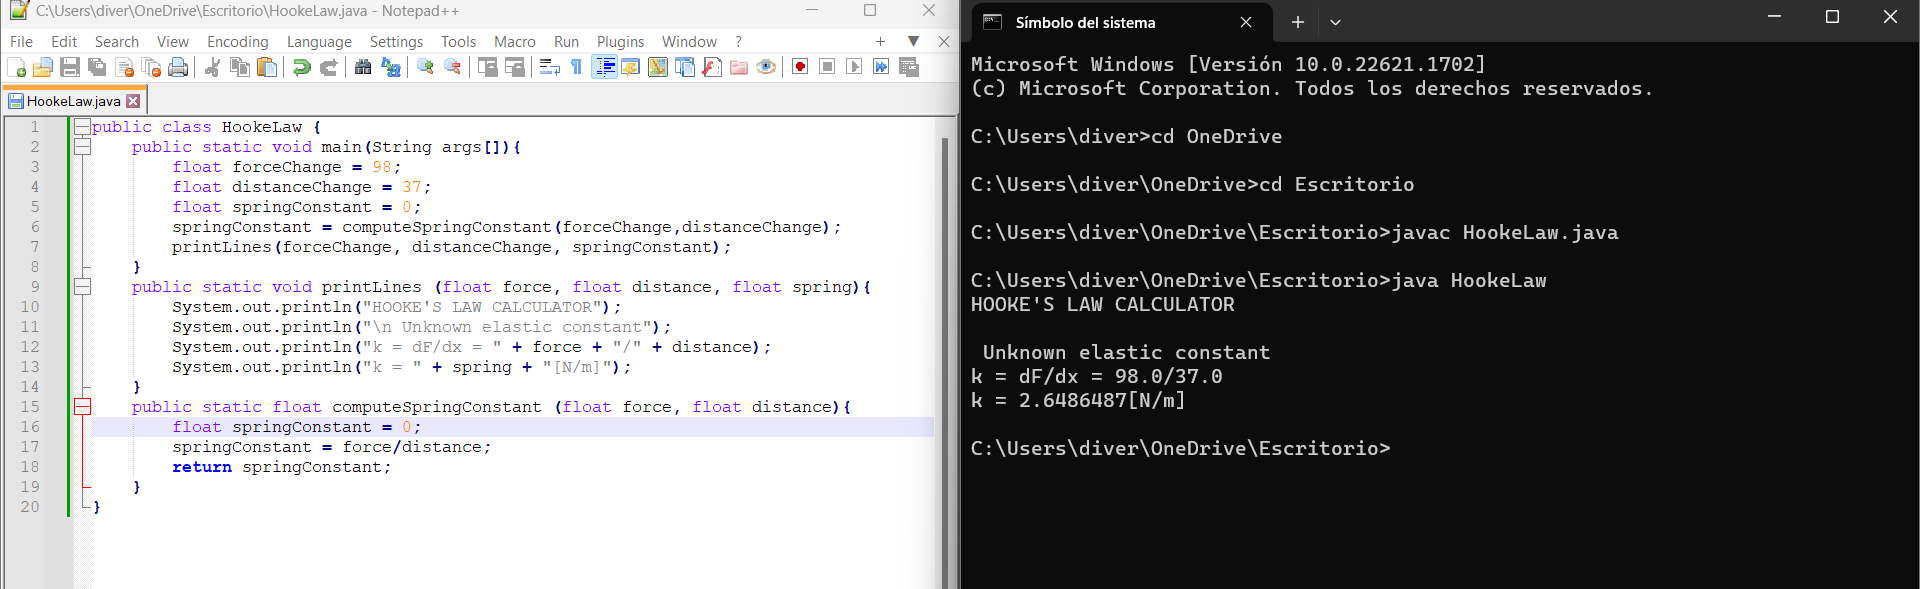 C:\Users\diver\OneDrive\Escritorio\HookeLaw.java - Notepad++
File Edit Search View Encoding Language Settings Tools Macro Run Plugins Window ?
HookeLaw.java
1 public class HookeLaw {
2 public static void main(String args[]){
3 float forceChange = 98;
4 float distanceChange = 37;
5 float springConstant = 0;
6 springConstant = computeSpringConstant(forceChange,distanceChange);
7 printLines(forceChange, distanceChange, springConstant);
8 }
9 public static void printLines (float force, float distance, float spring){
10 System.out.println("HOOKE'S LAW CALCULATOR");
11 System.out.println("\n Unknown elastic constant");
12 System.out.println("k = dF/dx = " + force + "/" + distance);
13 System.out.println("k = " + spring + "[N/m]");
14 }
15 public static float computeSpringConstant (float force, float distance){
16 float springConstant = 0;
17 springConstant = force/distance;
18 return springConstant;
19 }
20 }
Símbolo del sistema
Microsoft Windows [Versión 10.0.22621.1702]
(c) Microsoft Corporation. Todos los derechos reservados.
C:\Users\diver>cd OneDrive
C:\Users\diver\OneDrive>cd Escritorio
C:\Users\diver\OneDrive\Escritorio>javac HookeLaw.java
C:\Users\diver\OneDrive\Escritorio>java HookeLaw
HOOKE'S LAW CALCULATOR
Unknown elastic constant
k = dF/dx = 98.0/37.0
k = 2.6486487[N/m]
C:\Users\diver\OneDrive\Escritorio>